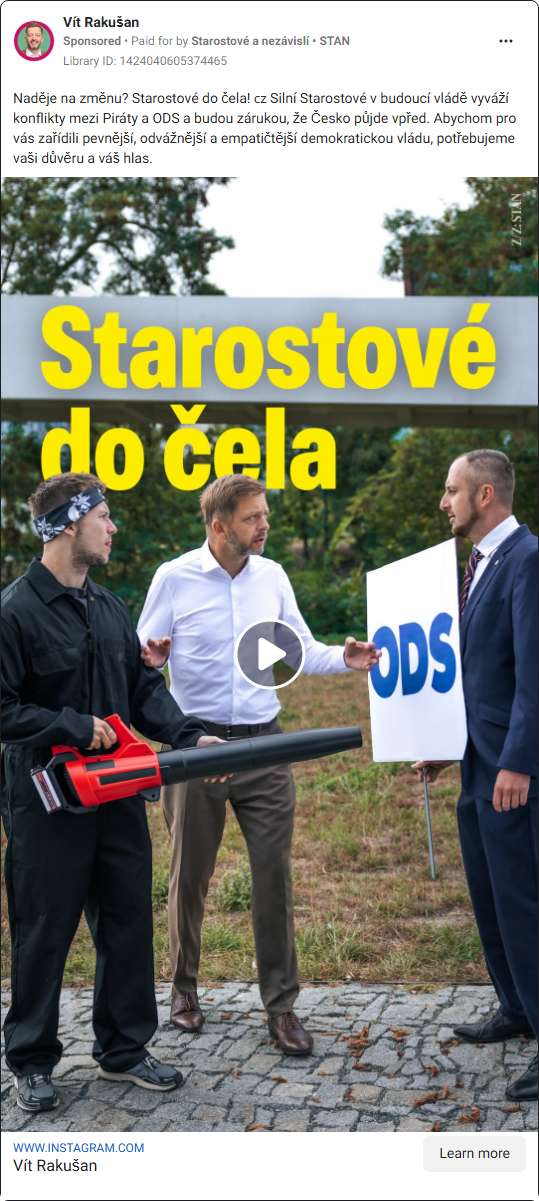 Vít Rakušan
Sponsored • Paid for by Starostové a nezávislí • STAN
Library ID: 1424040605374465
Naděje na změnu? Starostové do čela! cz Silní Starostové v budoucí vládě vyváží
konflikty mezi Piráty a ODS a budou zárukou, že Česko půjde vpřed. Abychom pro
vás zařídili pevnější, odvážnější a empatičtější demokratickou vládu, potřebujeme
vaši důvěru a váš hlas.
Z/Z: STAN
Starostové
do čela
ODS
WWW.INSTAGRAM.COM
Vít Rakušan
Learn more